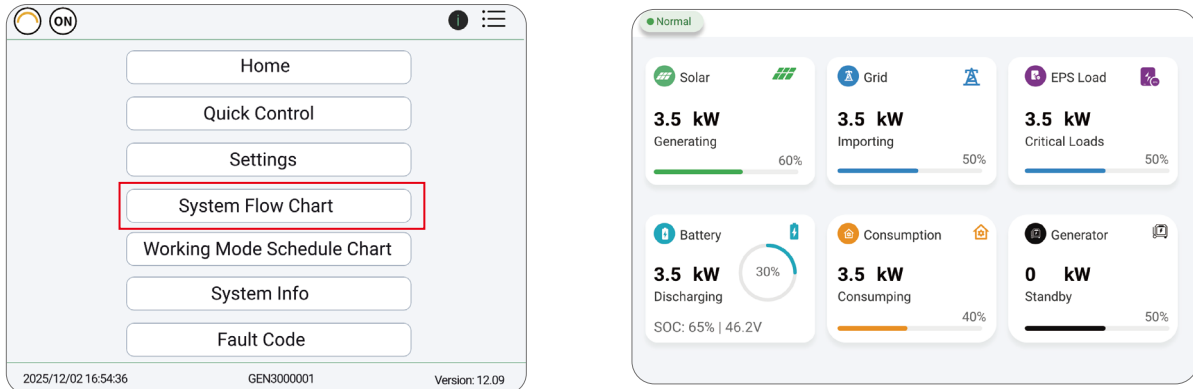 ON
i
Home
Quick Control
Settings
System Flow Chart
Working Mode Schedule Chart
System Info
Fault Code
2025/12/02 16:54:36 GEN3000001 Version: 12.09
Normal
Solar
3.5 kW
Generating
60%
Grid
3.5 kW
Importing
50%
EPS Load
3.5 kW
Critical Loads
50%
Battery
3.5 kW
30%
Discharging
SOC: 65% | 46.2V
Consumption
3.5 kW
Consumping
40%
Generator
0 kW
Standby
50%